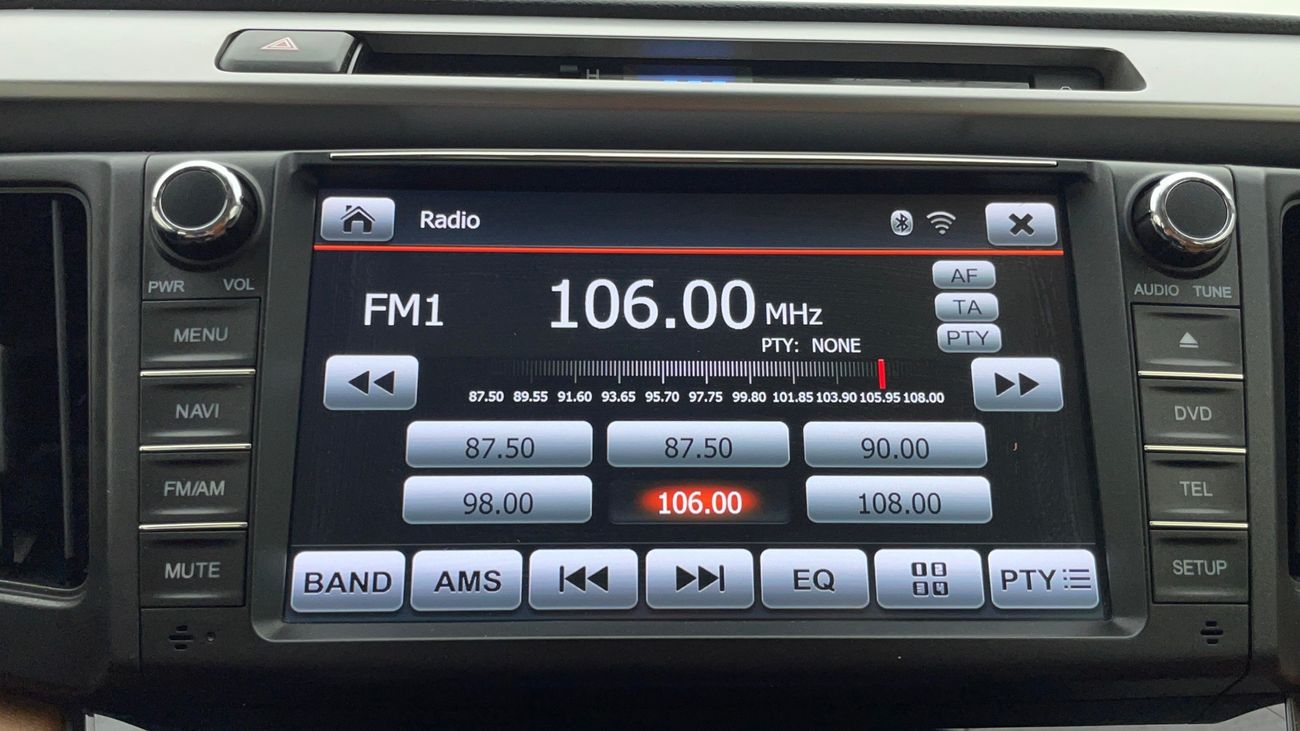 H
Radio
PWR VOL
AUDIO TUNE
AF
FM1 106.00 MHz
TA
PTY
PTY: NONE
MENU
87.50 89.55 91.60 93.65 95.70 97.75 99.80 101.85 103.90 105.95 108.00
NAVI
DVD
87.50 87.50 90.00
FM/AM
TEL
98.00 106.00 108.00
MUTE
SETUP
BAND AMS EQ PTY